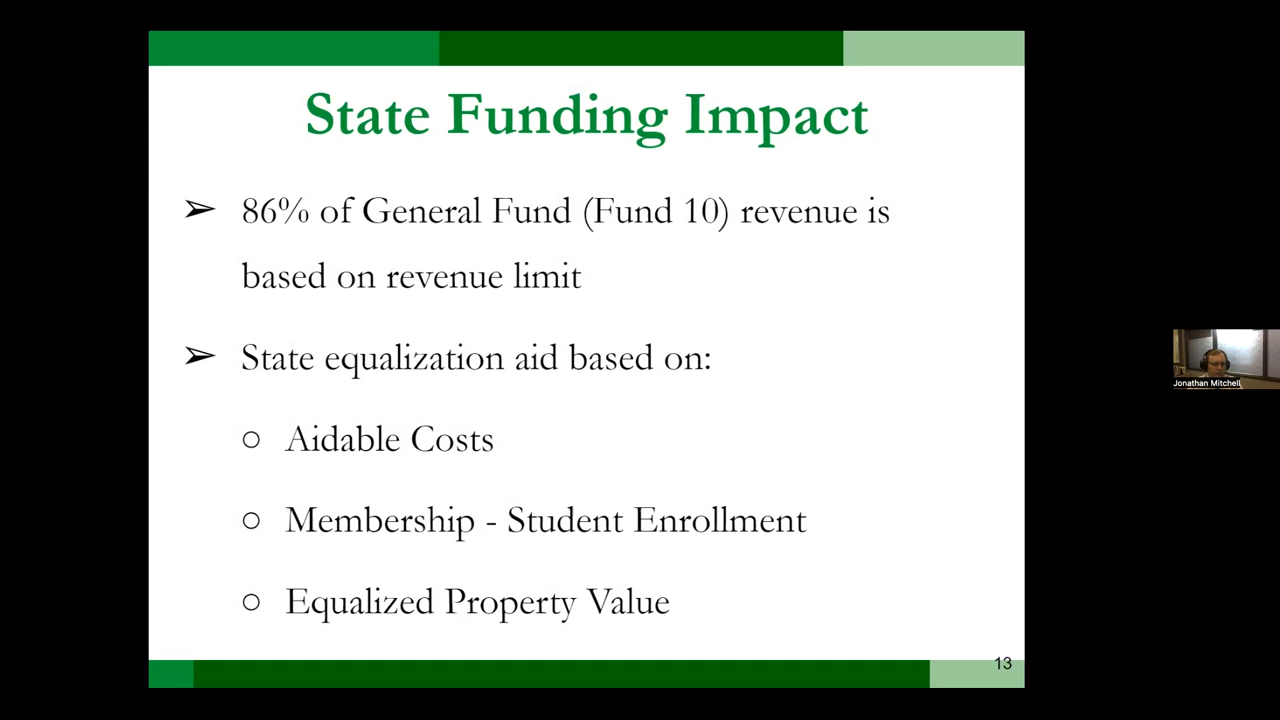 State Funding Impact
➢ 86% of General Fund (Fund 10) revenue is
based on revenue limit
➢ State equalization aid based on:
○ Aidable Costs
○ Membership - Student Enrollment
○ Equalized Property Value
13
Jonathan Mitchell